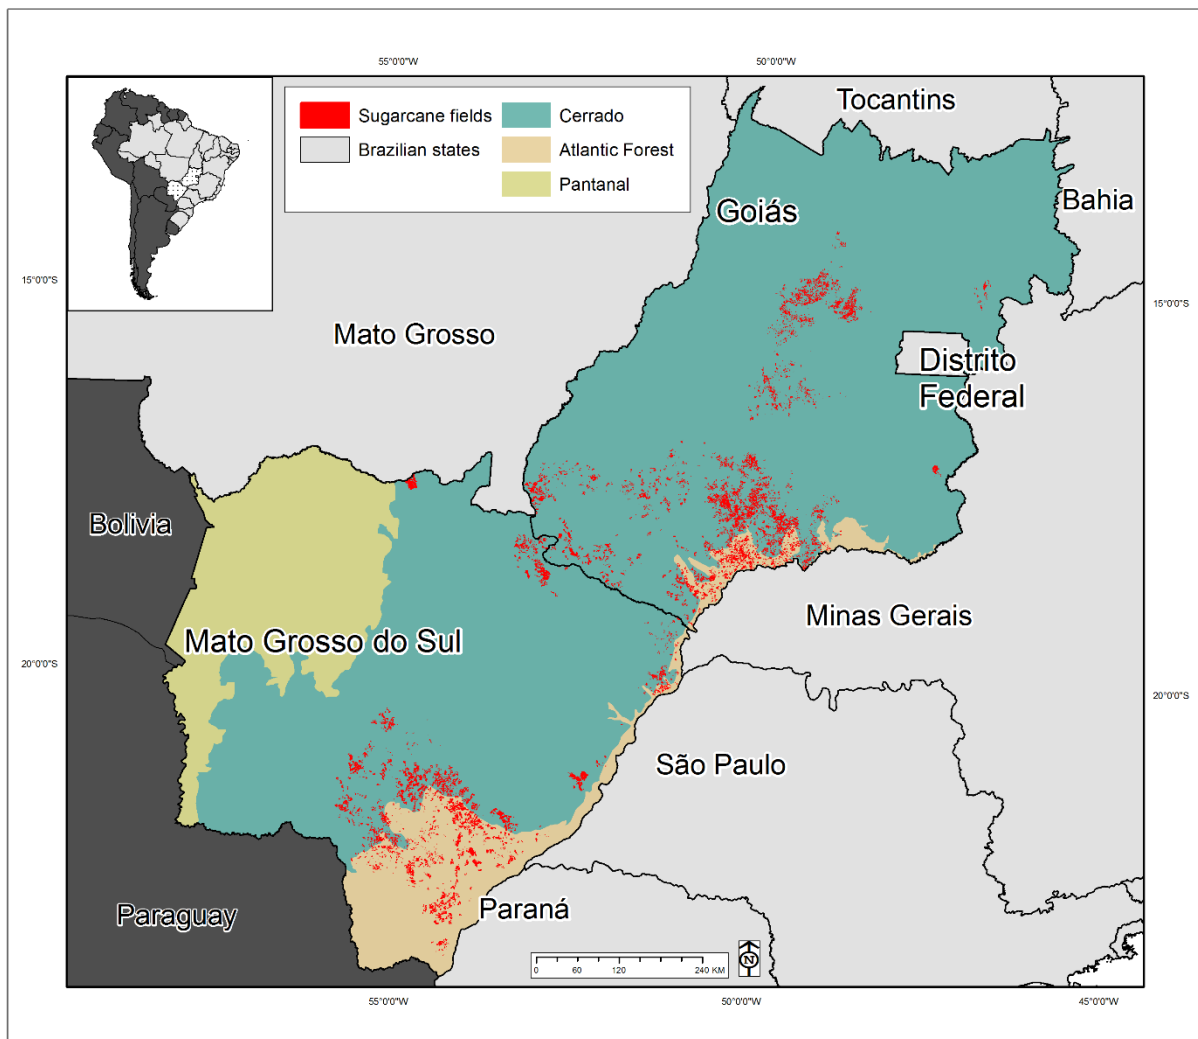 55°0'0"W
50°0'0"W
Sugarcane fields
Cerrado
Brazilian states
Atlantic Forest
Pantanal
Tocantins
Bahia
Goiás
15°0'0"S
15°0'0"S
Mato Grosso
Distrito
Federal
Bolivia
Minas Gerais
Mato Grosso do Sul
20°0'0"S
20°0'0"S
São Paulo
Paraguay
Paraná
0 60 120 240 KM
N
55°0'0"W
50°0'0"W
45°0'0"W